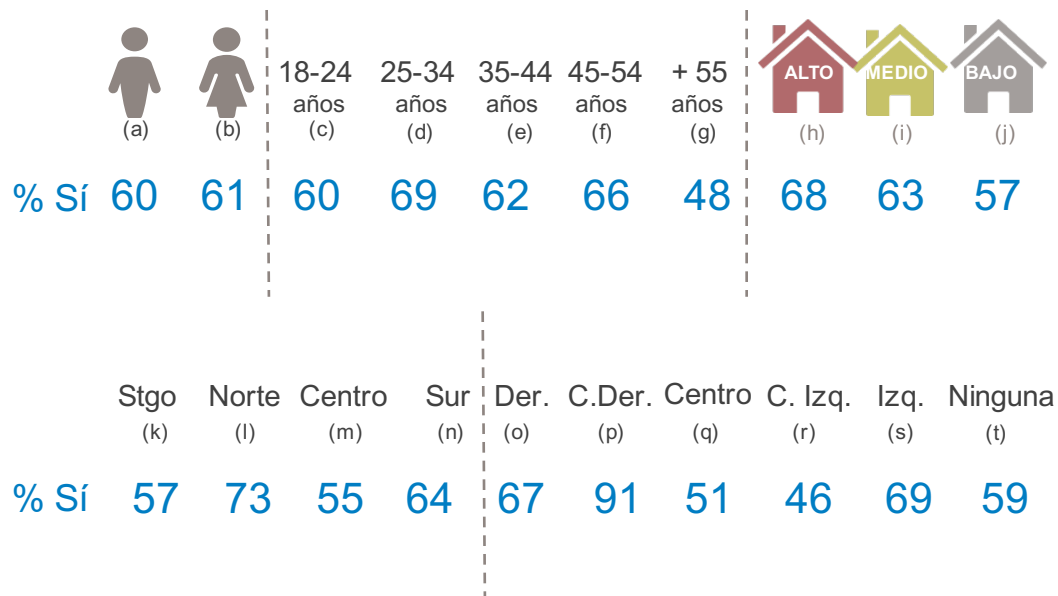 ALTO MEDIO BAJO
18-24 25-34 35-44 45-54 + 55
años años años años años
(a) (b) (c) (d) (e) (f) (g) (h) (i) (j)
% Sí 60 61 60 69 62 66 48 68 63 57
Stgo Norte Centro Sur Der. C.Der. Centro C. Izq. Izq. Ninguna
(k) (l) (m) (n) (o) (p) (q) (r) (s) (t)
% Sí 57 73 55 64 67 91 51 46 69 59